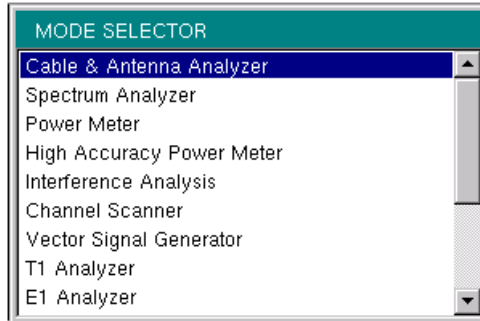 MODE SELECTOR
Cable & Antenna Analyzer
Spectrum Analyzer
Power Meter
High Accuracy Power Meter
Interference Analysis
Channel Scanner
Vector Signal Generator
T1 Analyzer
E1 Analyzer